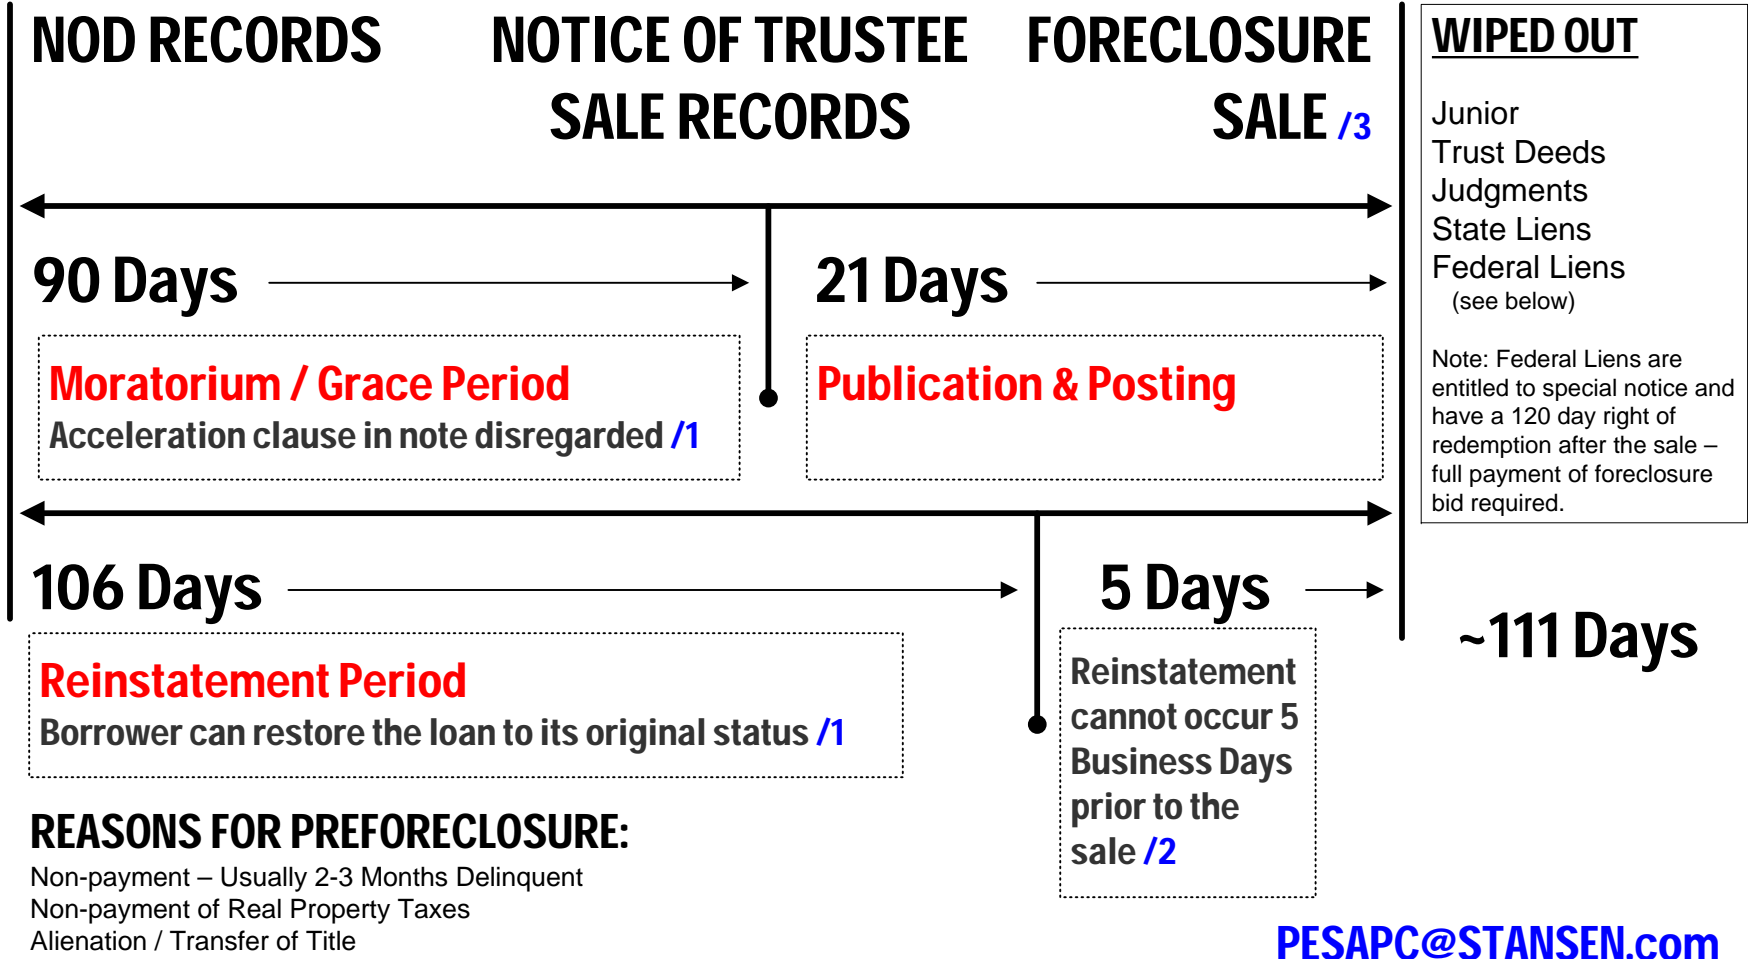 NOD RECORDS
NOTICE OF TRUSTEE
SALE RECORDS
FORECLOSURE
SALE /3
90 Days
21 Days
Moratorium / Grace Period
Acceleration clause in note disregarded /1
Publication & Posting
106 Days
5 Days
Reinstatement Period
Borrower can restore the loan to its original status /1
Reinstatement
cannot occur 5
Business Days
prior to the
sale /2
WIPED OUT
Junior
Trust Deeds
Judgments
State Liens
Federal Liens
(see below)
Note: Federal Liens are
entitled to special notice and
have a 120 day right of
redemption after the sale –
full payment of foreclosure
bid required.
~111 Days
REASONS FOR PREFORECLOSURE:
Non-payment – Usually 2-3 Months Delinquent
Non-payment of Real Property Taxes
Alienation / Transfer of Title
PESAPC@STANSEN.com